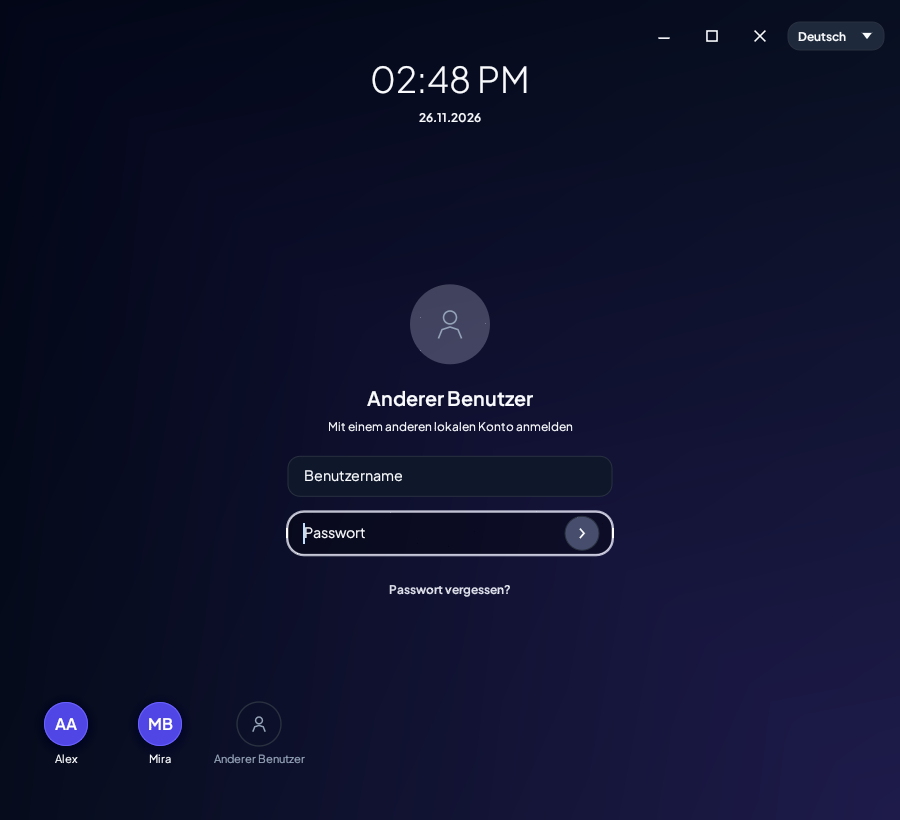 Deutsch
02:48 PM
26.11.2026
Anderer Benutzer
Mit einem anderen lokalen Konto anmelden
Benutzername
Passwort
Passwort vergessen?
AA
Alex
MB
Mira
Anderer Benutzer